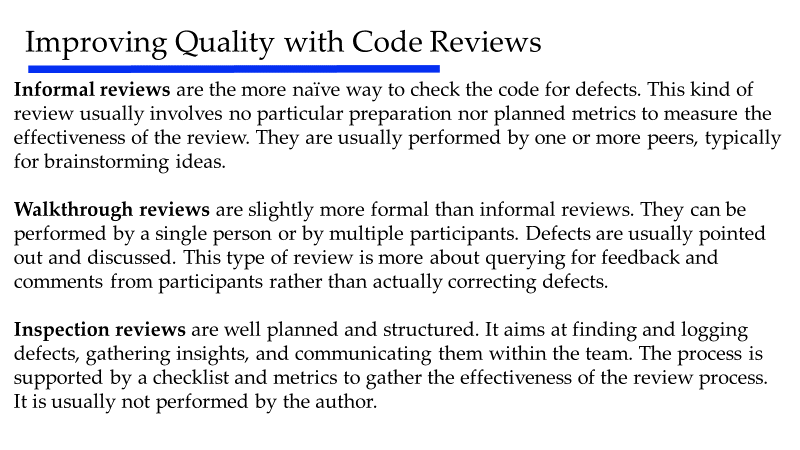 Improving Quality with Code Reviews
Informal reviews are the more naïve way to check the code for defects. This kind of
review usually involves no particular preparation nor planned metrics to measure the
effectiveness of the review. They are usually performed by one or more peers, typically
for brainstorming ideas.
Walkthrough reviews are slightly more formal than informal reviews. They can be
performed by a single person or by multiple participants. Defects are usually pointed
out and discussed. This type of review is more about querying for feedback and
comments from participants rather than actually correcting defects.
Inspection reviews are well planned and structured. It aims at finding and logging
defects, gathering insights, and communicating them within the team. The process is
supported by a checklist and metrics to gather the effectiveness of the review process.
It is usually not performed by the author.